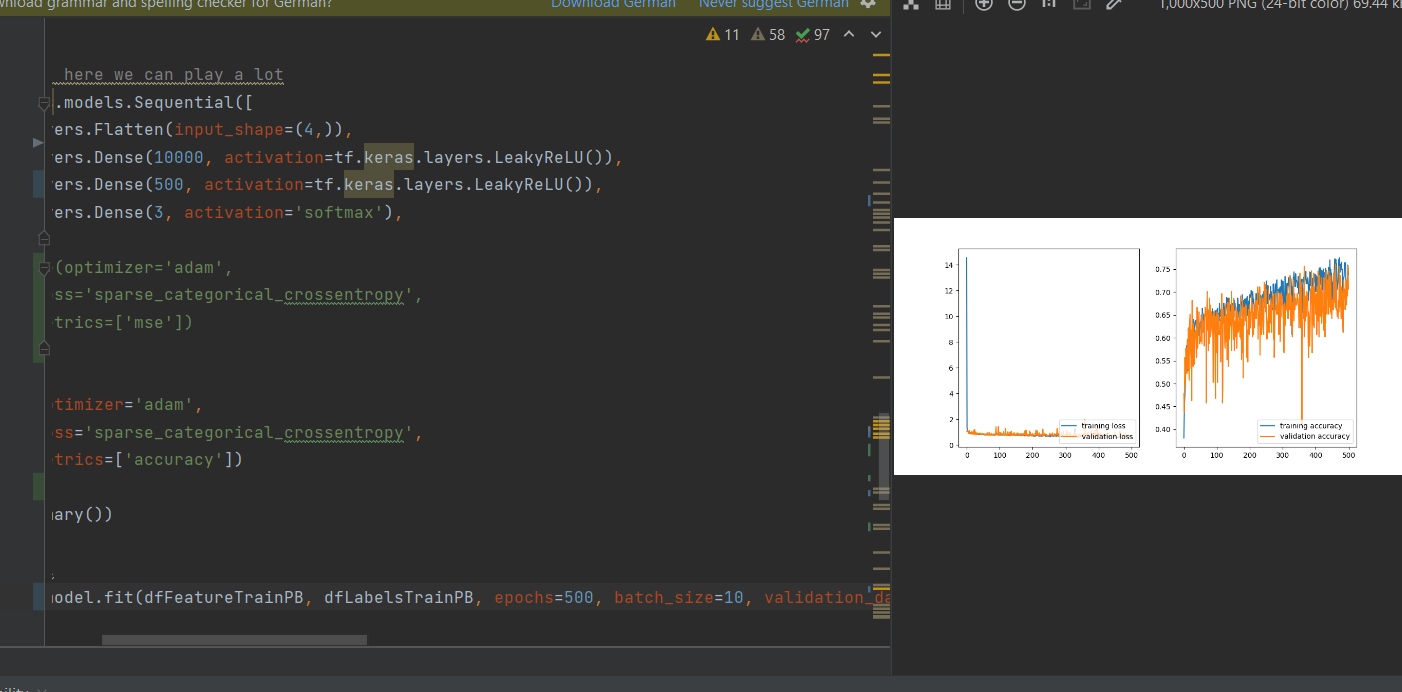 nload grammar and spelling checker for German? Download German Never suggest German
1,000x500 PNG (24-bit color) 69.44 k
11 58 97
here we can play a lot
.models.Sequential([
ers.Flatten(input_shape=(4,)),
ers.Dense(10000, activation=tf.keras.layers.LeakyReLU()),
ers.Dense(500, activation=tf.keras.layers.LeakyReLU()),
ers.Dense(3, activation='softmax'),
(optimizer='adam',
ss='sparse_categorical_crossentropy',
trics=['mse'])
timizer='adam',
ss='sparse_categorical_crossentropy',
trics=['accuracy'])
ary())
odel.fit(dfFeatureTrainPB, dfLabelsTrainPB, epochs=500, batch_size=10, validation_da
14
12
10
8
6
4
2
0
0 100 200 300 400 500
training loss
validation loss
0.75
0.70
0.65
0.60
0.55
0.50
0.45
0.40
0 100 200 300 400 500
training accuracy
validation accuracy